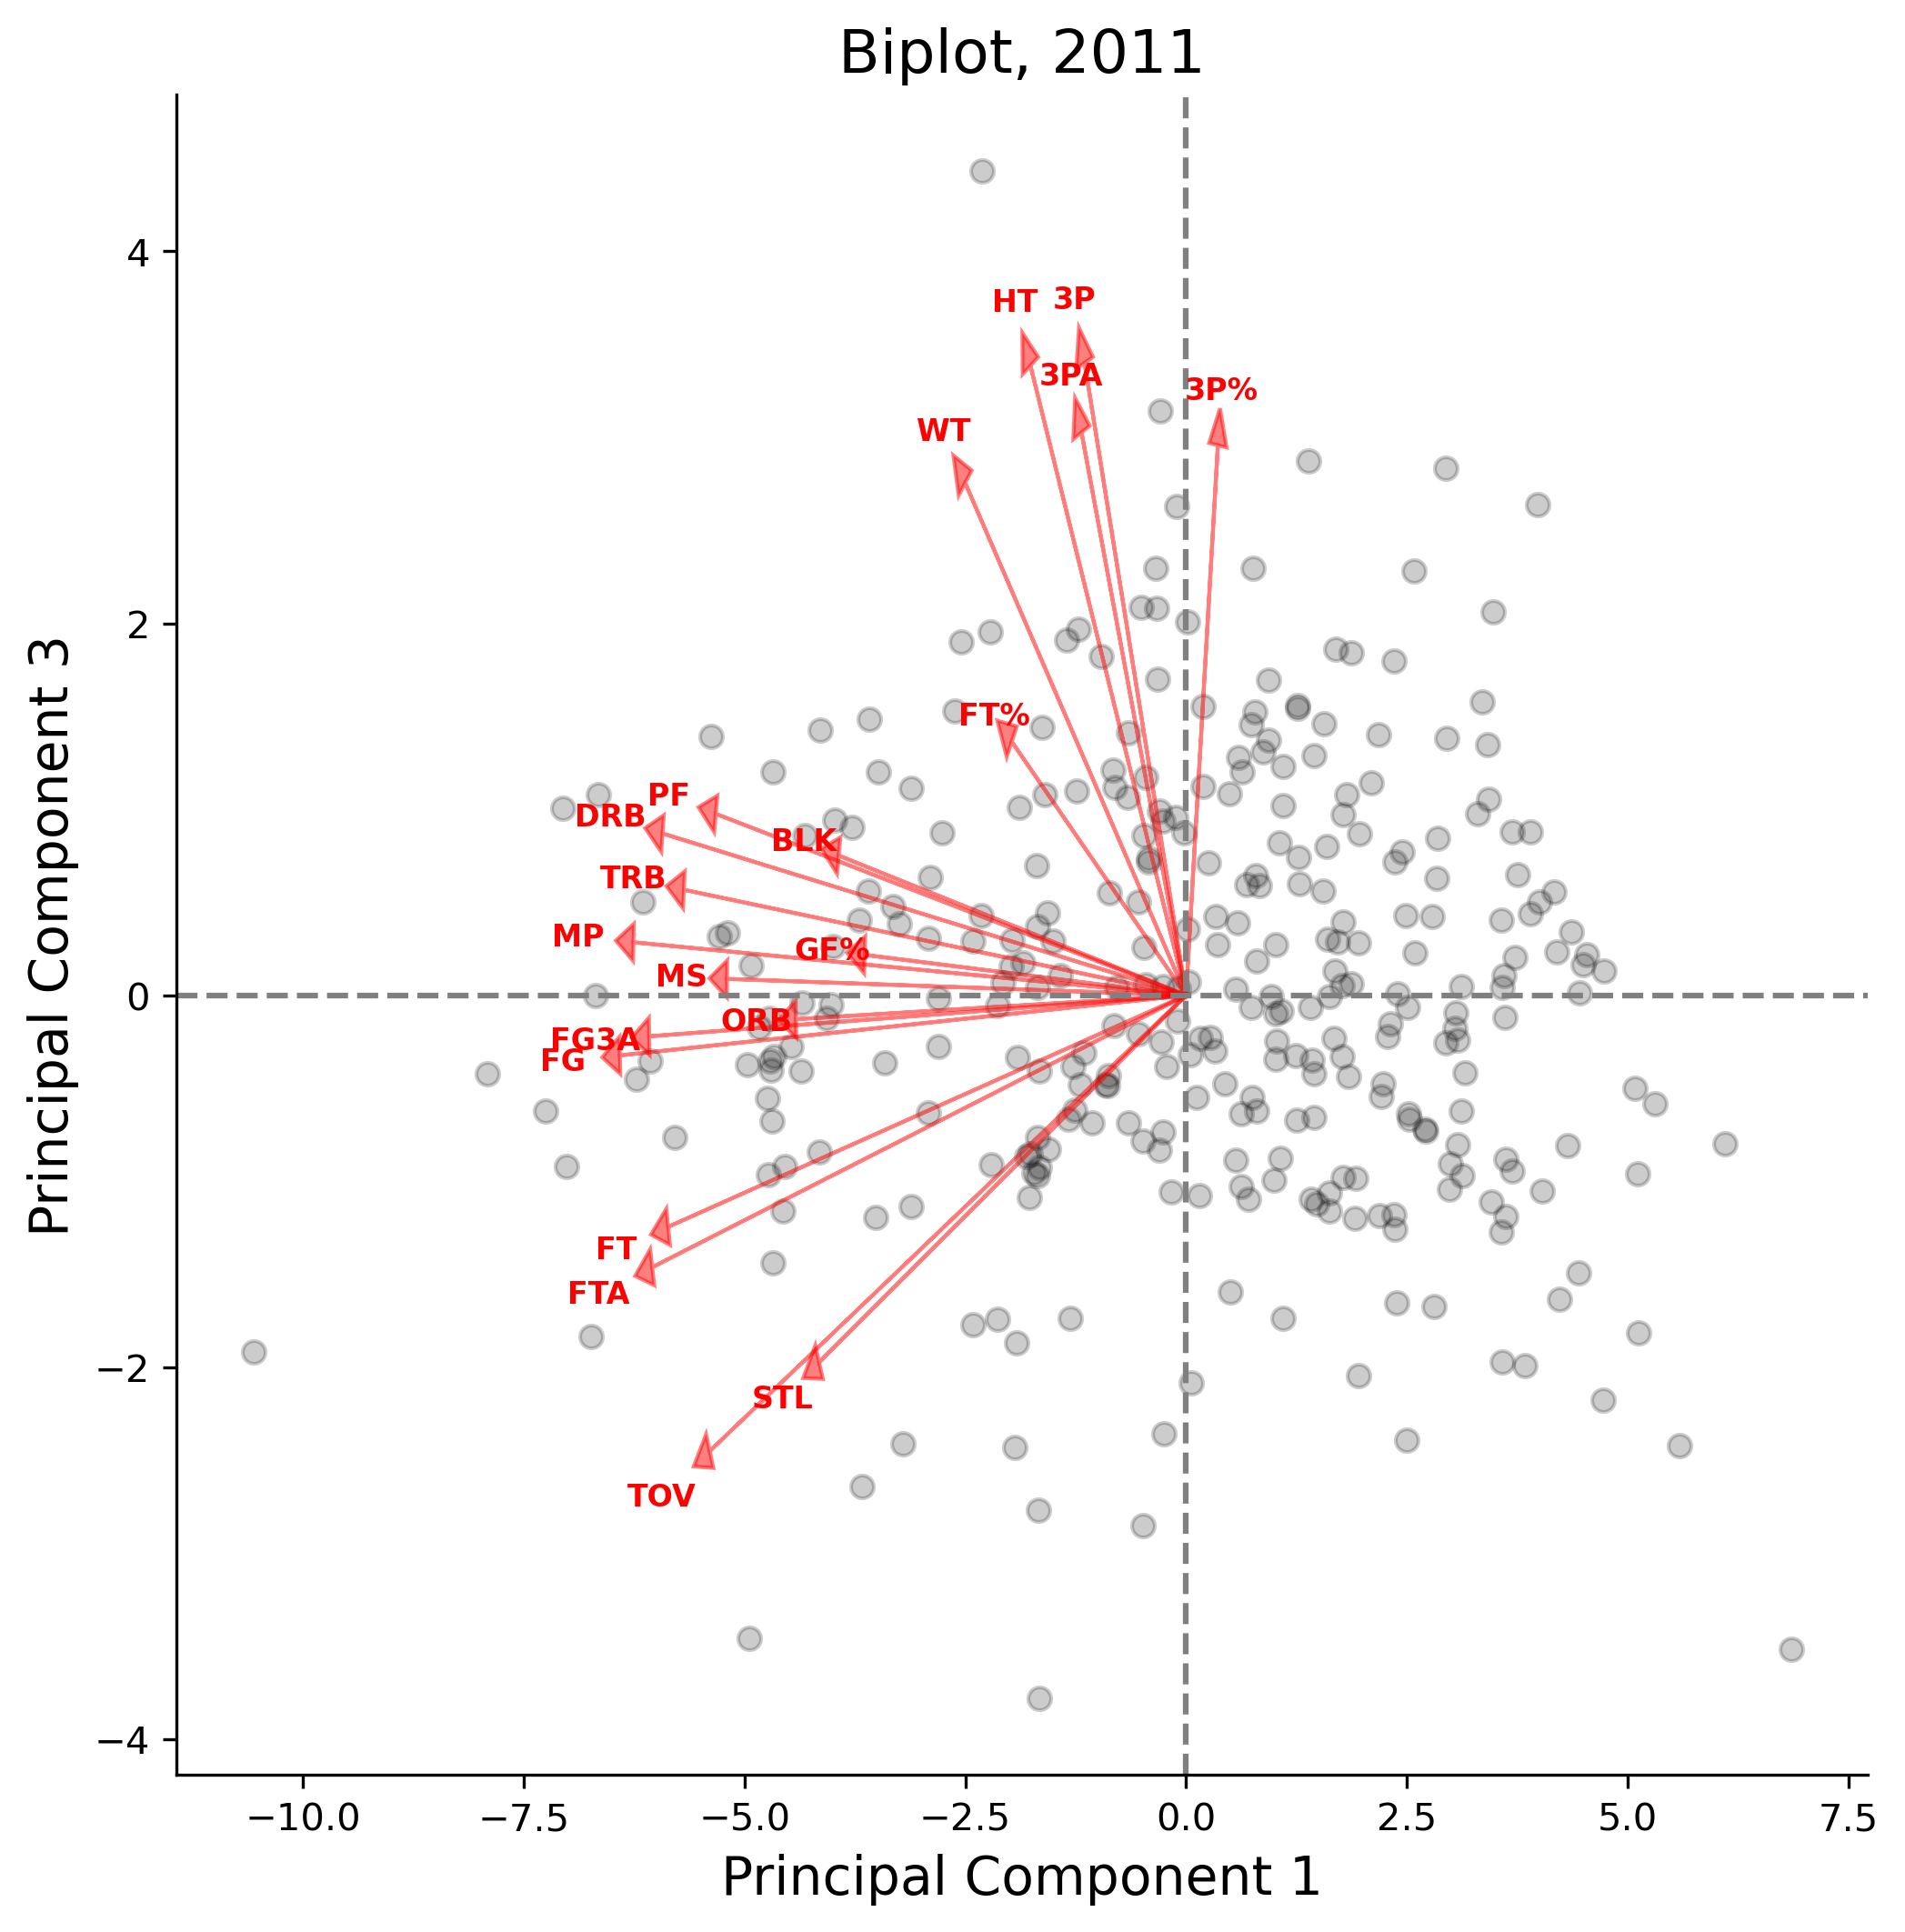 Biplot, 2011
4
HT 3P
3PA
3P%
WT
2
FT%
PF
DRB
BLK
TRB
MP
GF%
MS
0
ORB
FG3A
FG
FT
FTA
−2
STL
TOV
−4
−10.0 −7.5 −5.0 −2.5 0.0 2.5 5.0 7.5
Principal Component 1
Principal Component 3